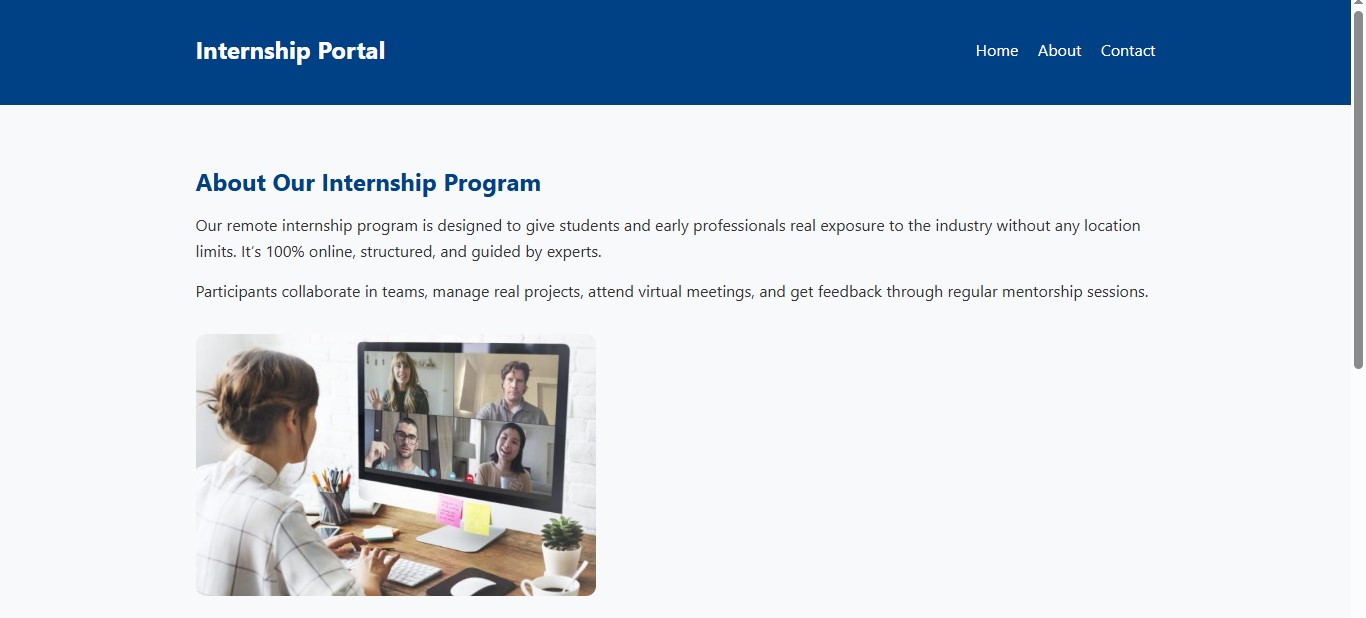 Internship Portal
Home About Contact
About Our Internship Program
Our remote internship program is designed to give students and early professionals real exposure to the industry without any location
limits. It's 100% online, structured, and guided by experts.
Participants collaborate in teams, manage real projects, attend virtual meetings, and get feedback through regular mentorship sessions.